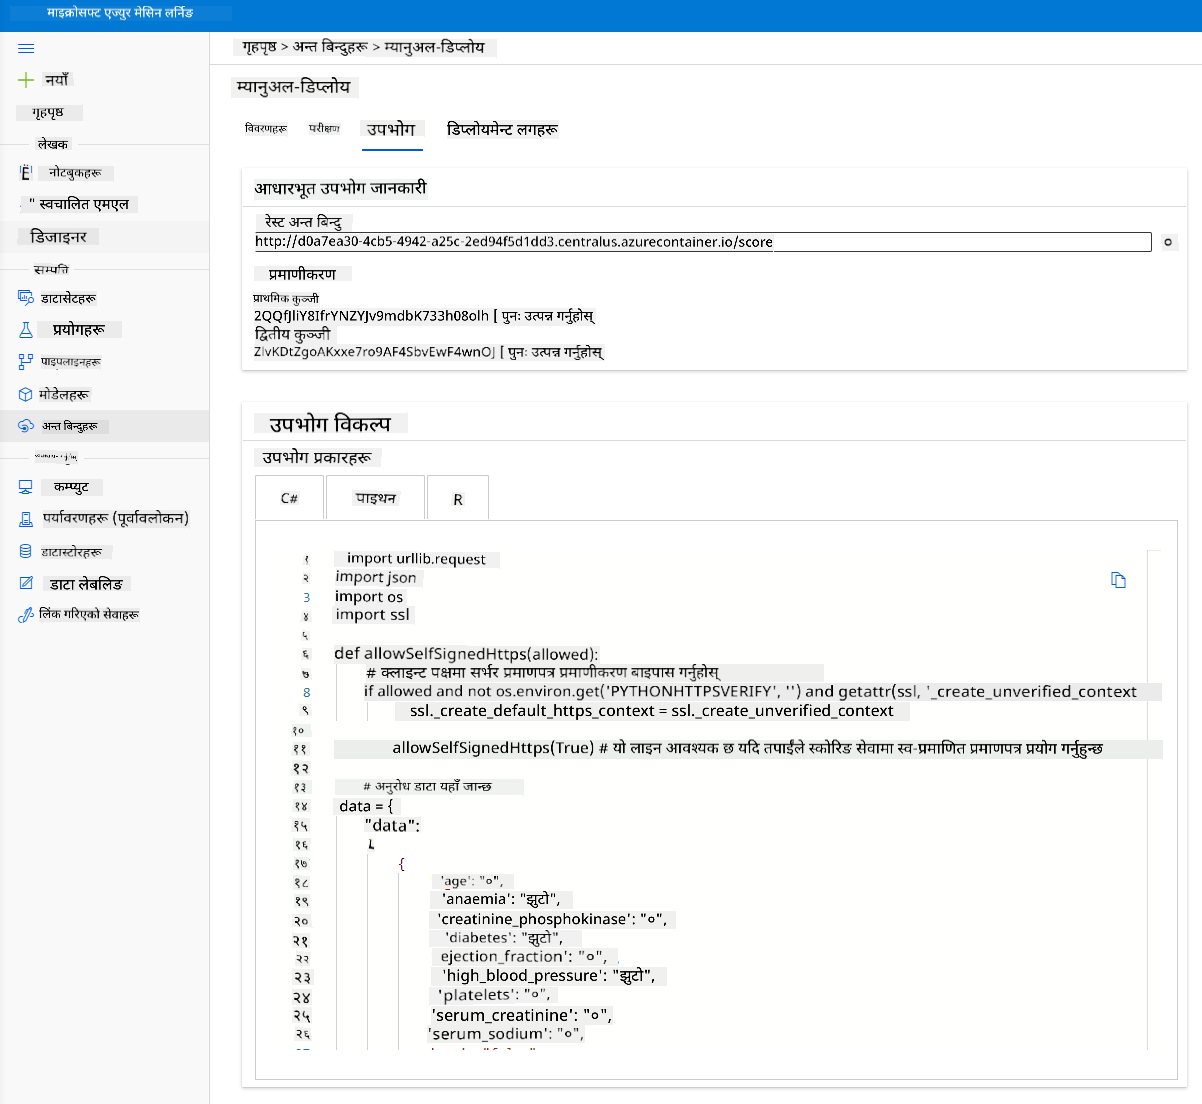 माइक्रोसफ्ट एज्युर मेसिन लर्निङ
नयाँ
गृहपृष्ठ
लेखक
नोटबुकहरू
" स्वचालित एमएल
डिजाइनर
सम्पत्ति
डाटासेटहरू
प्रयोगहरू
पाइपलाइनहरू
मोडेलहरू
अन्त बिन्दुहरू
कम्प्युट
पर्यावरणहरू (पूर्वावलोकन)
डाटास्टोरहरू
डाटा लेबलिङ
लिंक गरिएको सेवाहरू
गृहपृष्ठ > अन्त बिन्दुहरू > म्यानुअल-डिप्लोय
म्यानुअल-डिप्लोय
विवरणहरू परीक्षण उपभोग डिप्लोयमेन्ट लगहरू
आधारभूत उपभोग जानकारी
रेस्ट अन्त बिन्दु
http://d0a7ea30-4cb5-4942-a25c-2ed94f5d1dd3.centralus.azurecontainer.io/score
प्रमाणीकरण
प्राथमिक कुञ्जी
2QQfJliY8IfrYNZYJv9mdbK733h08olh [ पुनः उत्पन्न गर्नुहोस्
द्वितीय कुञ्जी
ZIvKDtZgoAKxxe7ro9AF4SbvEwF4wnOJ [ पुनः उत्पन्न गर्नुहोस्
उपभोग विकल्प
उपभोग प्रकारहरू
C# पाइथन R
१ import urllib.request
२ import json
3 import os
४ import ssl
५
६ def allowSelfSignedHttps(allowed):
७ # क्लाइन्ट पक्षमा सर्भर प्रमाणपत्र प्रमाणीकरण बाइपास गर्नुहोस्
8 if allowed and not os.environ.get('PYTHONHTTPSVERIFY', '') and getattr(ssl, '_create_unverified_context
९ ssl._create_default_https_context = ssl._create_unverified_context
१०
११ allowSelfSignedHttps(True) # यो लाइन आवश्यक छ यदि तपाईंले स्कोरिङ सेवामा स्व-प्रमाणित प्रमाणपत्र प्रयोग गर्नुहुन्छ
१२
१३ # अनुरोध डाटा यहाँ जान्छ
१४ data = {
१५ "data":
१६
१७ {
१८ 'age': "०",
१९ 'anaemia': "झुटो",
२० 'creatinine_phosphokinase': "०",
२१ 'diabetes': "झुटो",
२२ ejection_fraction': "०",
२३ 'high_blood_pressure': "झुटो",
२४ 'platelets': "०",
२५ 'serum_creatinine': "०",
२६ 'serum_sodium': "०",